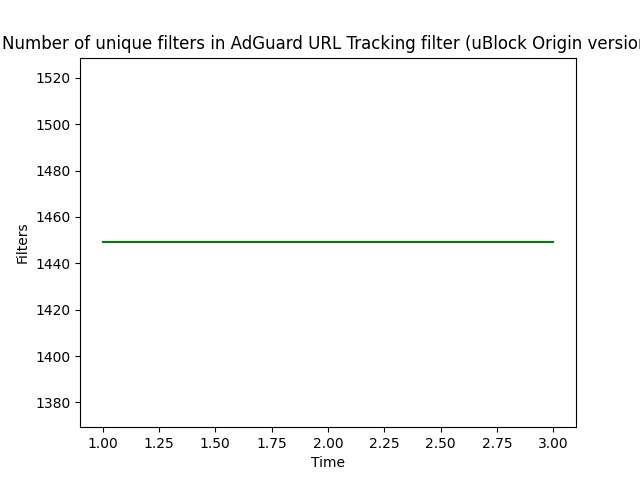 Number of unique filters in AdGuard URL Tracking filter (uBlock Origin version
1520
1500
1480
1460
1440
1420
1400
1380
Filters
1.00 1.25 1.50 1.75 2.00 2.25 2.50 2.75 3.00
Time